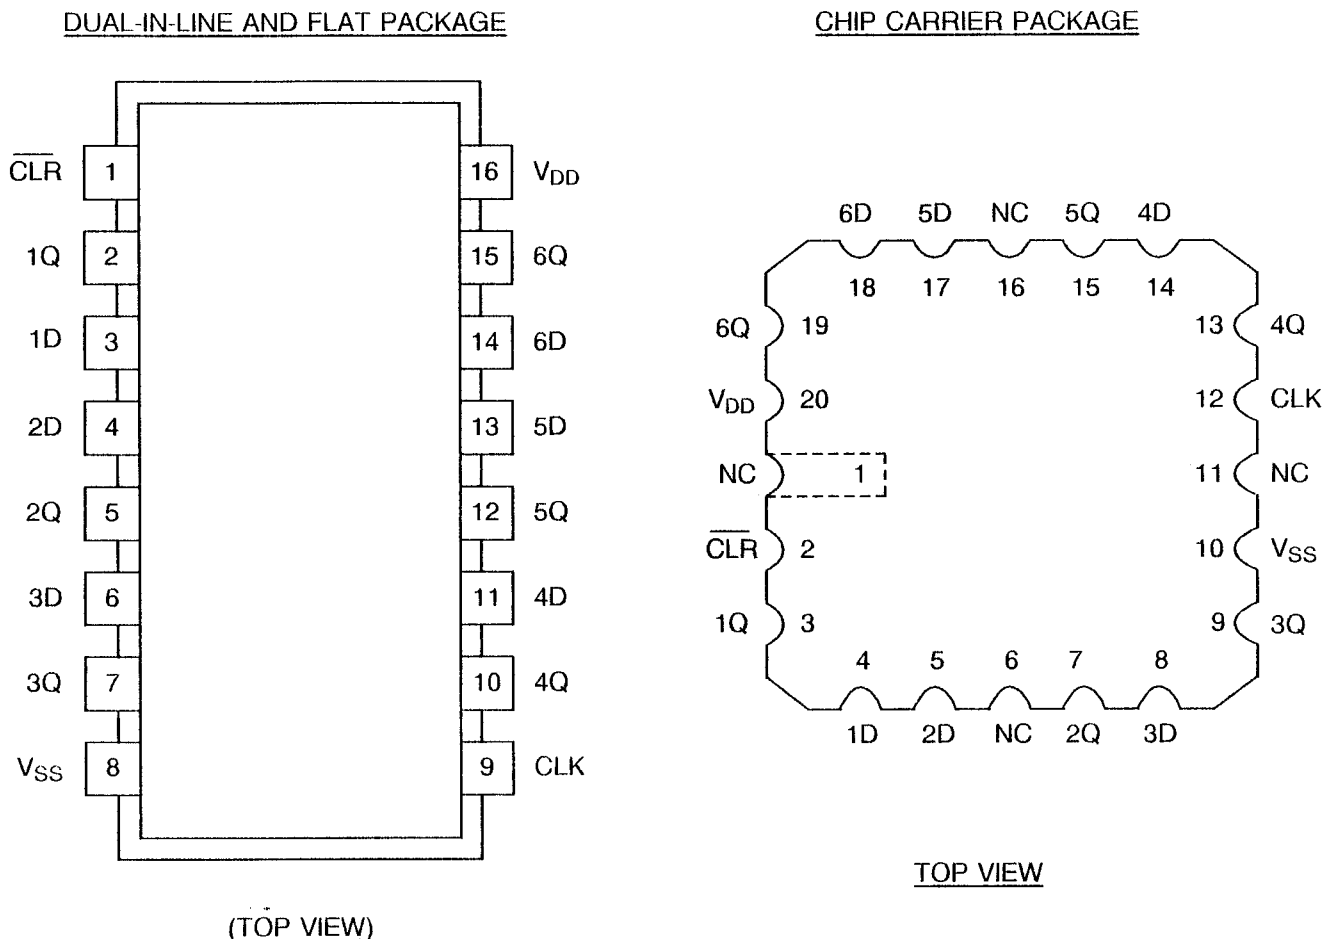 DUAL-IN-LINE AND FLAT PACKAGE
CLR 1 16 VDD
1Q 2 15 6Q
1D 3 14 6D
2D 4 13 5D
2Q 5 12 5Q
3D 6 11 4D
3Q 7 10 4Q
VSS 8 9 CLK
(TOP VIEW)
CHIP CARRIER PACKAGE
6D 5D NC 5Q 4D
18 17 16 15 14
6Q 19 13 4Q
VDD 20 12 CLK
NC 1 11 NC
CLR 2 10 VSS
1Q 3 9 3Q
4 5 6 7 8
1D 2D NC 2Q 3D
TOP VIEW